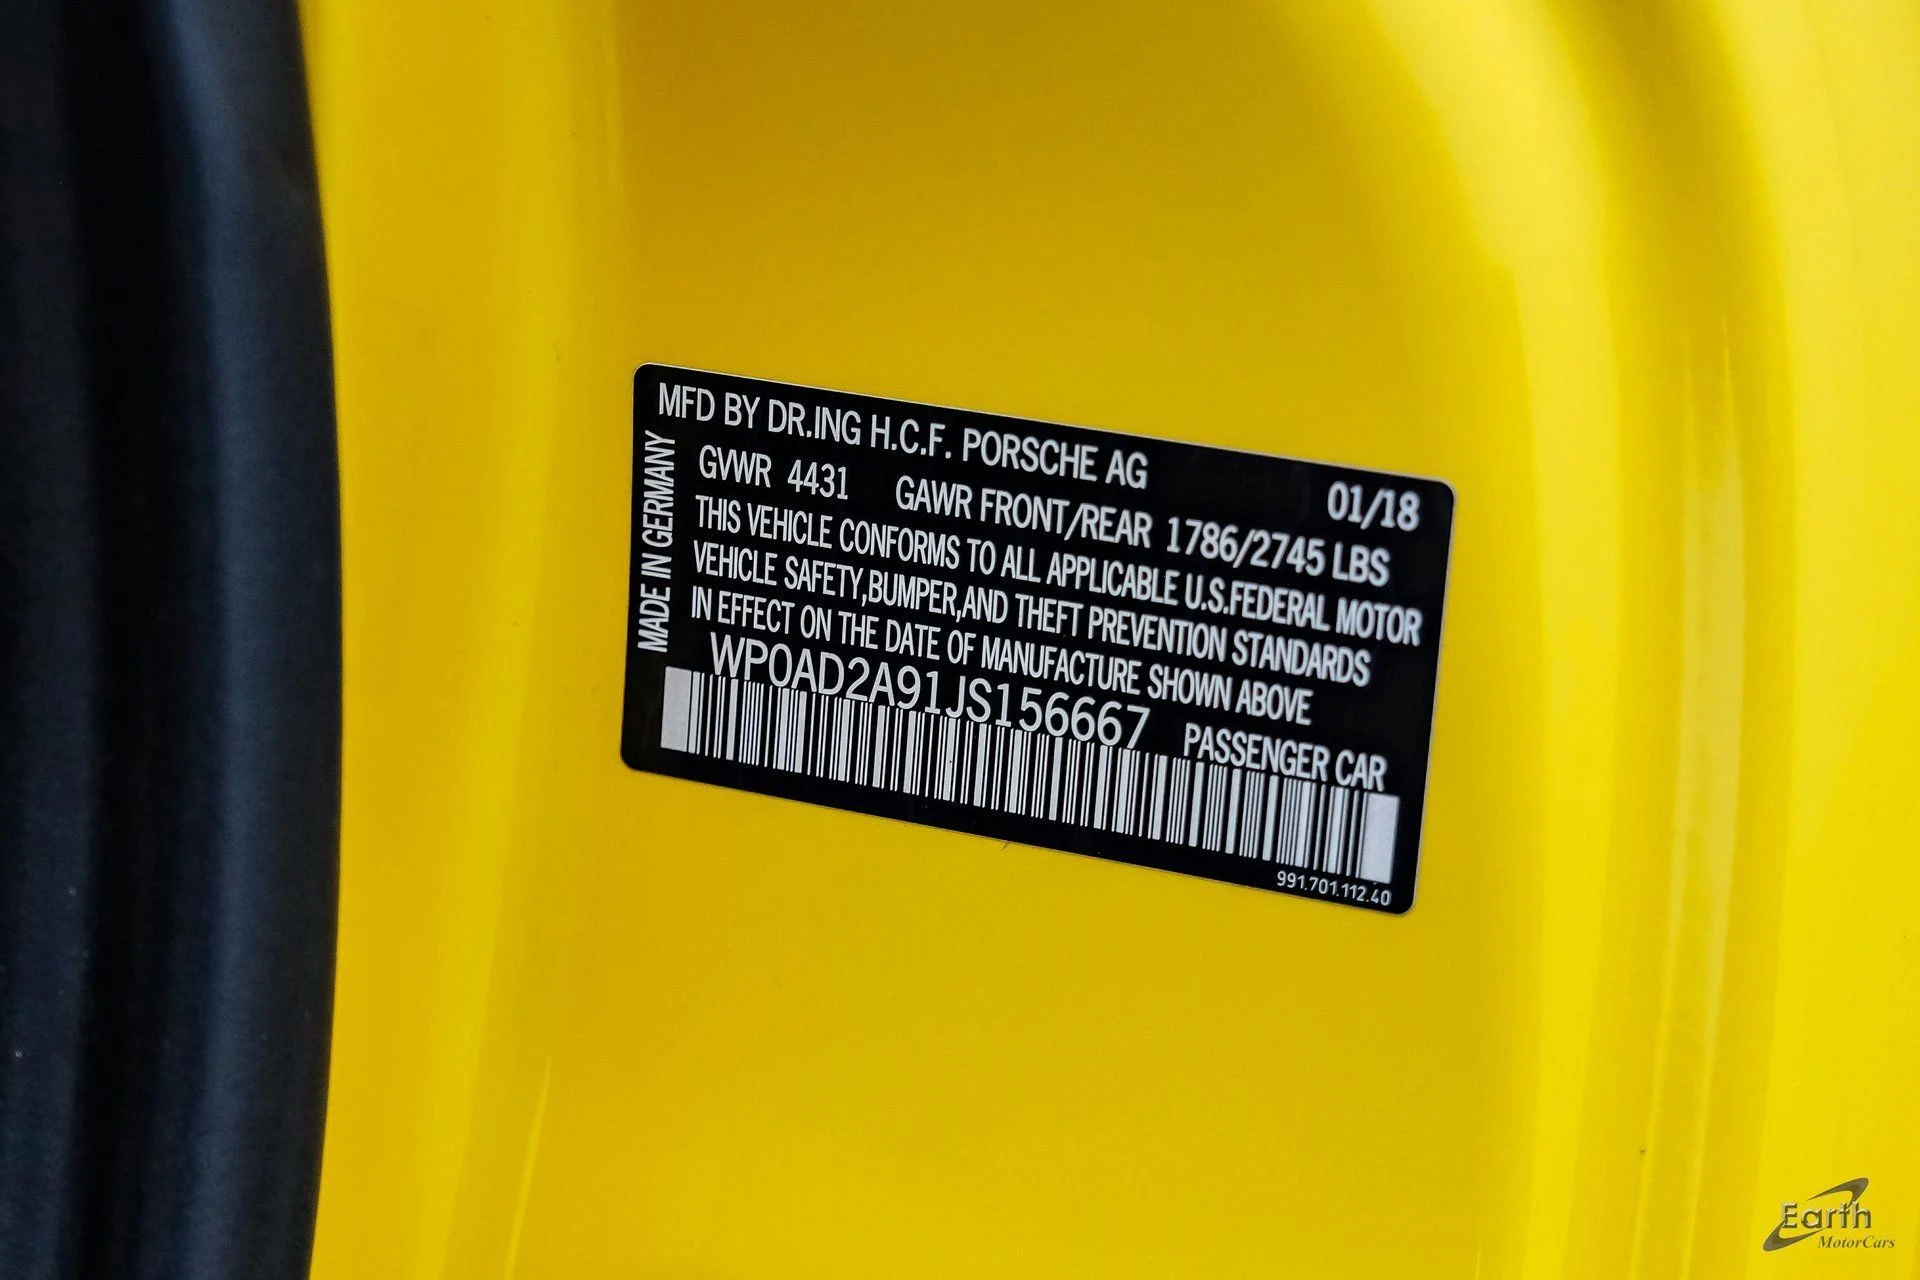 MFD BY DR.ING H.C.F. PORSCHE AG
01/18
MADE IN GERMANY
GVWR 4431 GAWR FRONT/REAR 1786/2745 LBS
THIS VEHICLE CONFORMS TO ALL APPLICABLE U.S.FEDERAL MOTOR
VEHICLE SAFETY,BUMPER,AND THEFT PREVENTION STANDARDS
IN EFFECT ON THE DATE OF MANUFACTURE SHOWN ABOVE
WP0AD2A91JS156667 PASSENGER CAR
991.701.112.40
Earth
MotorCars